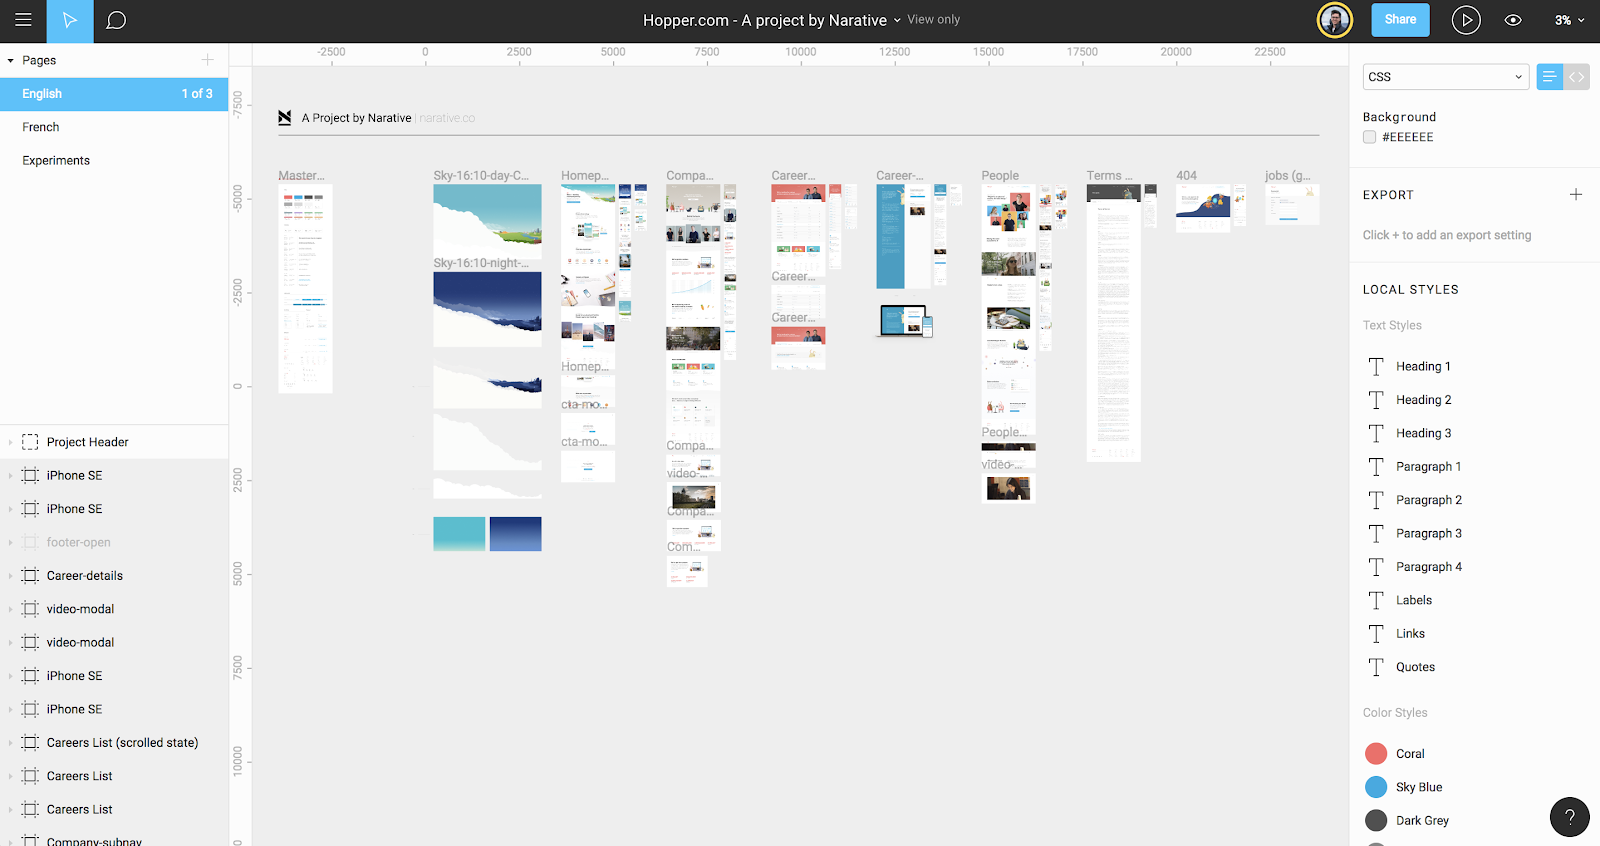 Hopper.com - A project by Narative
View only
Share
3%
Pages
English 1 of 3
French
Experiments
Project Header
iPhone SE
iPhone SE
footer-open
Career-details
video-modal
video-modal
iPhone SE
iPhone SE
Careers List (scrolled state)
Careers List
Careers List
Company-subnav
-2500 0 2500 5000 7500 10000 12500 15000 17500 20000 22500
-7500
-5000
-2500
0
2500
5000
7500
10000
0
A Project by Narative | narative.co
Master...
Sky-16:10-day-C...
Homep...
Compa...
Career...
Career-...
People
Terms ...
404
jobs (g...
Sky-16:10-night-...
Career...
Career...
Homep...
cta-mo...
cta-mo...
Compa...
video-...
Compa...
Com...
People...
video-...
CSS
Background
#EEEEEE
EXPORT
Click + to add an export setting
LOCAL STYLES
Text Styles
Heading 1
Heading 2
Heading 3
Paragraph 1
Paragraph 2
Paragraph 3
Paragraph 4
Labels
Links
Quotes
Color Styles
Coral
Sky Blue
Dark Grey
?